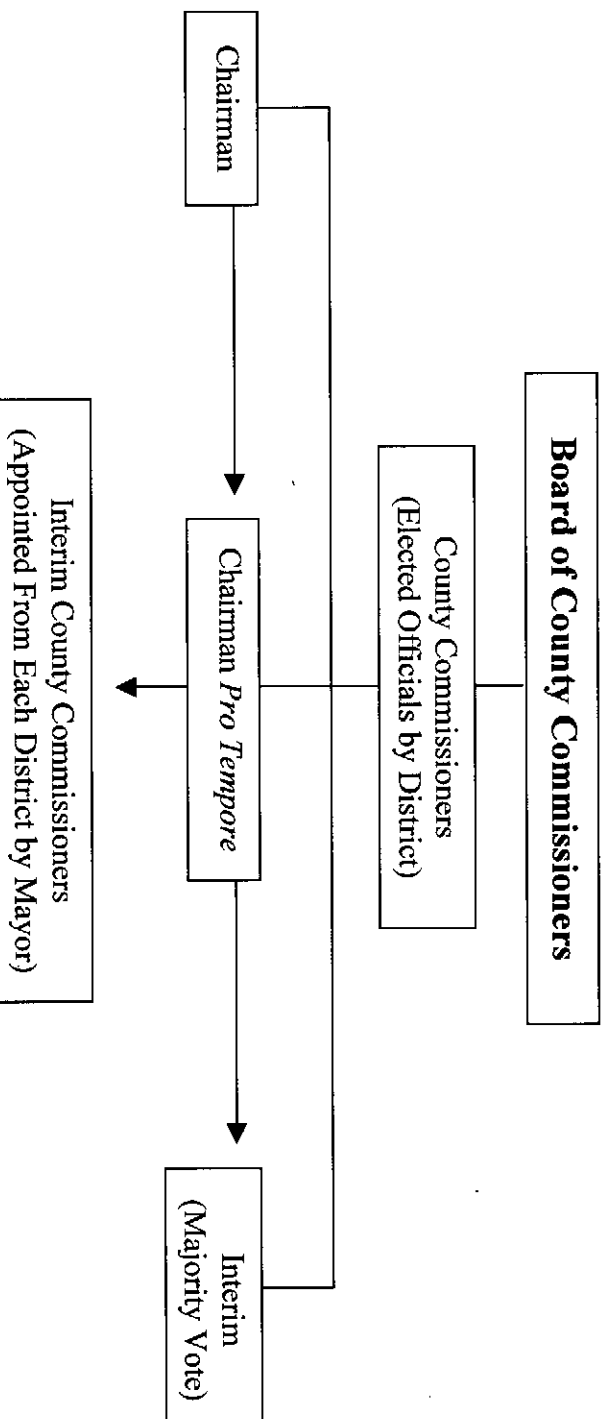 Board of County Commissioners
County Commissioners
(Elected Officials by District)
Chairman
Chairman Pro Tempore
Interim
(Majority Vote)
Interim County Commissioners
(Appointed From Each District by Mayor)